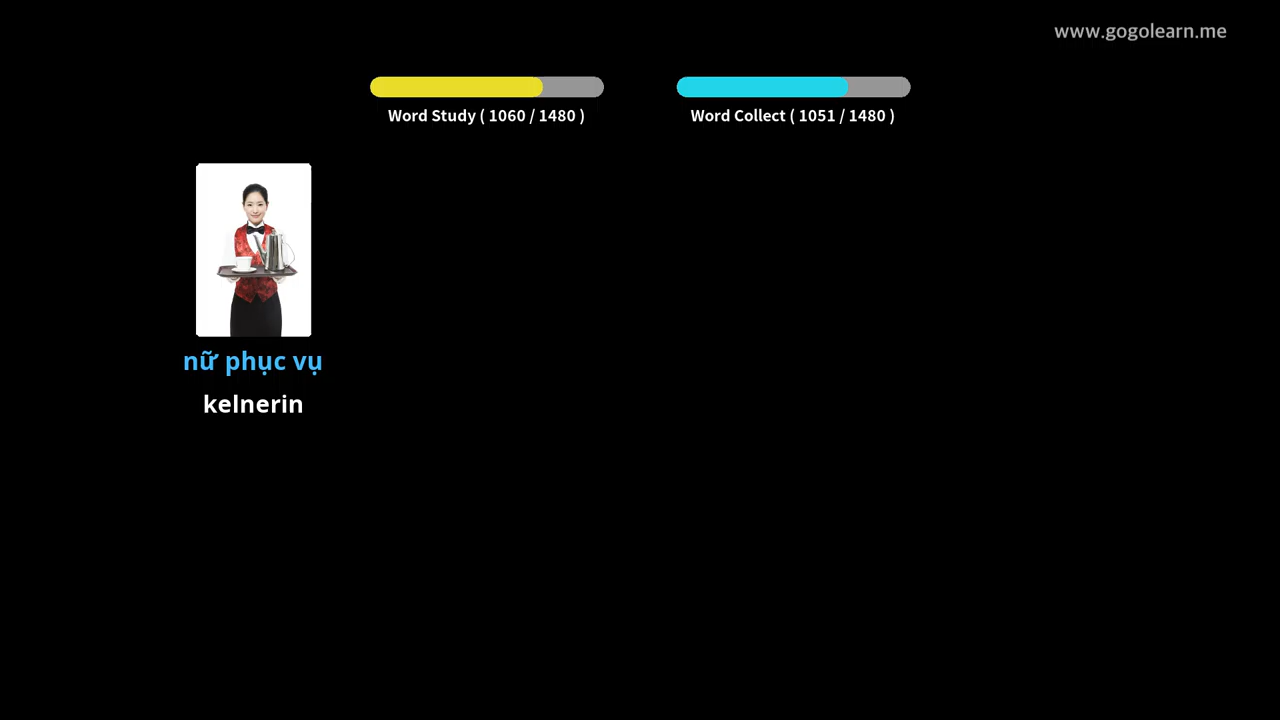 www.gogolearn.me
Word Study ( 1060 / 1480 )
Word Collect ( 1051 / 1480 )
nữ phục vụ
kelnerin